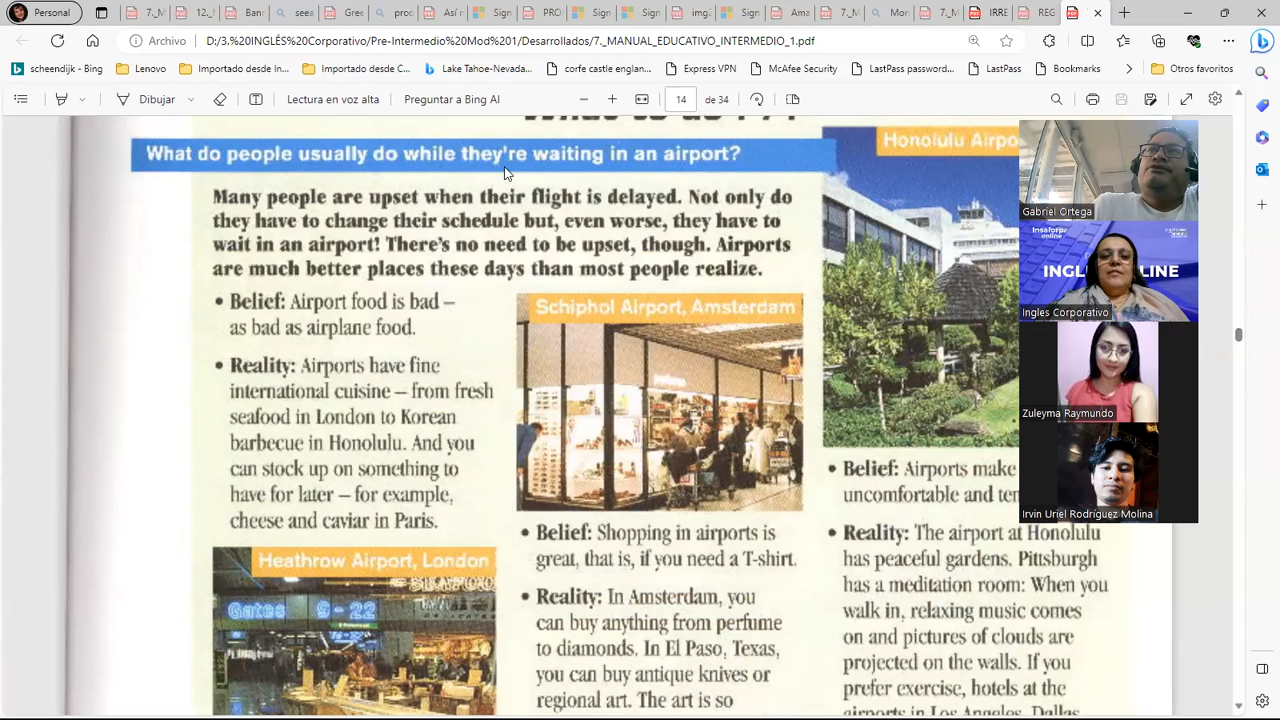 Personal
Archivo
D:/3.%20INGLÉS%20Corporativo/Pre-Intermedio%20Mod%201/Desarrollados/7._MANUAL_EDUCATIVO_INTERMEDIO_1.pdf
scheendijk - Bing
Lenovo
Importado desde In...
Importado desde C...
Lake Tahoe-Nevada...
corfe castle englan...
Express VPN
McAfee Security
LastPass password...
LastPass
Bookmarks
Otros favoritos
Dibujar
Lectura en voz alta
Preguntar a Bing AI
14
de 34
What do people usually do while they're waiting in an airport?
Many people are upset when their flight is delayed. Not only do
they have to change their schedule but, even worse, they have to
wait in an airport! There's no need to be upset, though. Airports
are much better places these days than most people realize.
• Belief: Airport food is bad –
as bad as airplane food.
• Reality: Airports have fine
international cuisine – from fresh
seafood in London to Korean
barbecue in Honolulu. And you
can stock up on something to
have for later – for example,
cheese and caviar in Paris.
Heathrow Airport, London
Gates 9-22
Schiphol Airport, Amsterdam
• Belief: Shopping in airports is
great, that is, if you need a T-shirt.
• Reality: In Amsterdam, you
can buy anything from perfume
to diamonds. In El Paso, Texas,
you can buy antique knives or
regional art. The art is so
Honolulu Airpo
• Belief: Airports make
uncomfortable and ten
• Reality: The airport at Honolulu
has peaceful gardens. Pittsburgh
has a meditation room: When you
walk in, relaxing music comes
on and pictures of clouds are
projected on the walls. If you
prefer exercise, hotels at the
airports in Los Angeles, Dallas
Gabriel Ortega
Insaforp
online
INGL LINE
Ingles Corporativo
Zuleyma Raymundo
Irvin Uriel Rodriguez Molina